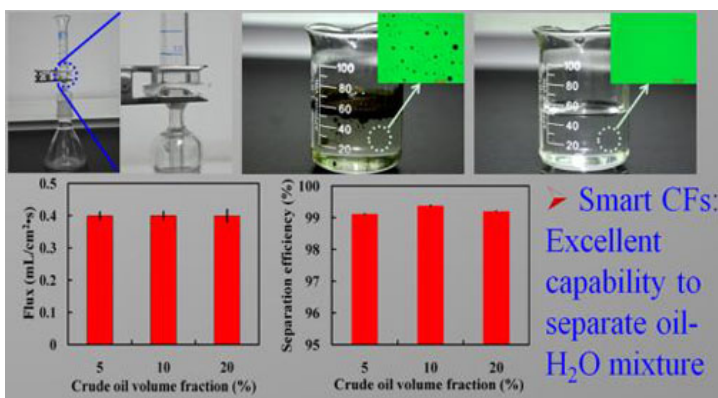 100
80
60
40
20
100
80
60
40
20
0.5
0.4
0.3
0.2
0.1
0
Flux (mL/cm²•s)
5 10 20
Crude oil volume fraction (%)
100
99
98
97
96
95
Separation efficiency (%)
5 10 20
Crude oil volume fraction (%)
➤ Smart CFs:
Excellent
capability to
separate oil-
H₂O mixture